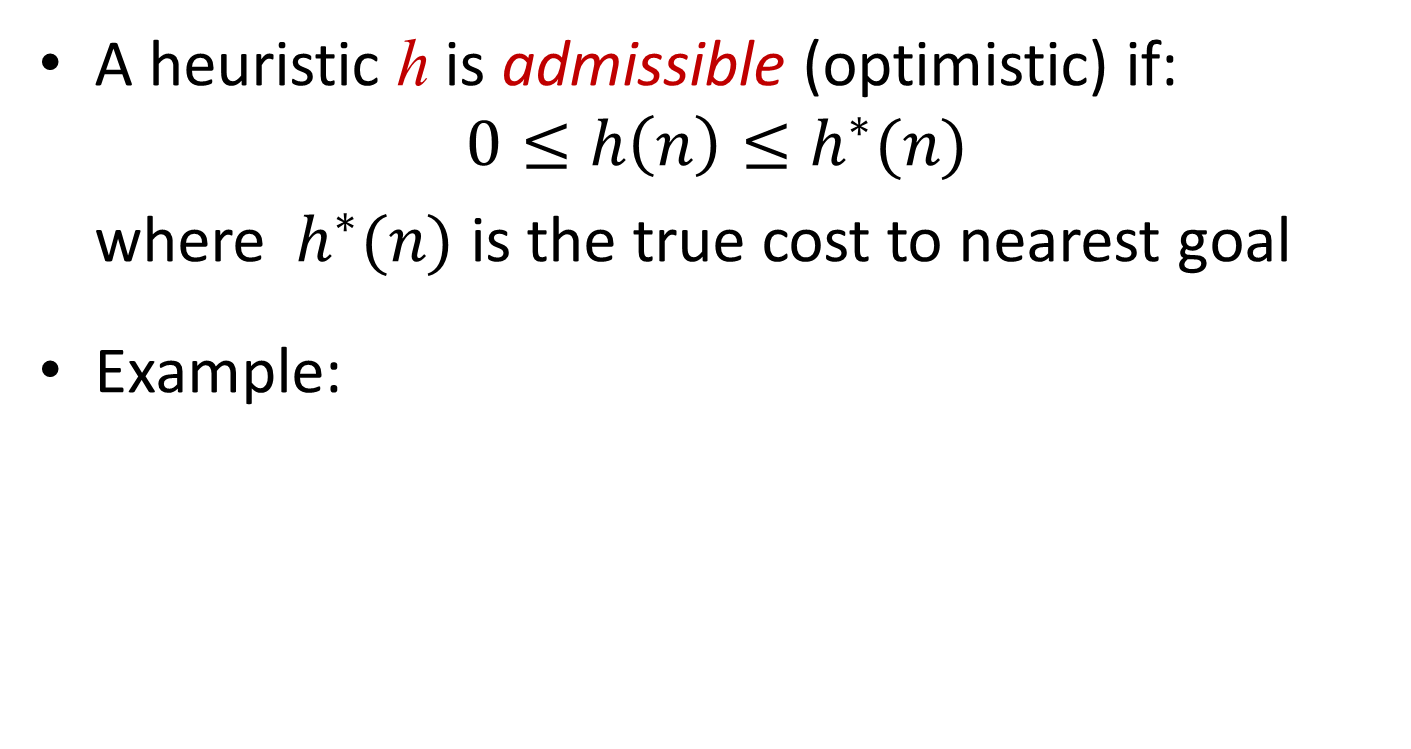 • A heuristic h is admissible (optimistic) if:
0 ≤ h(n) ≤ h*(n)
where h*(n) is the true cost to nearest goal
• Example: